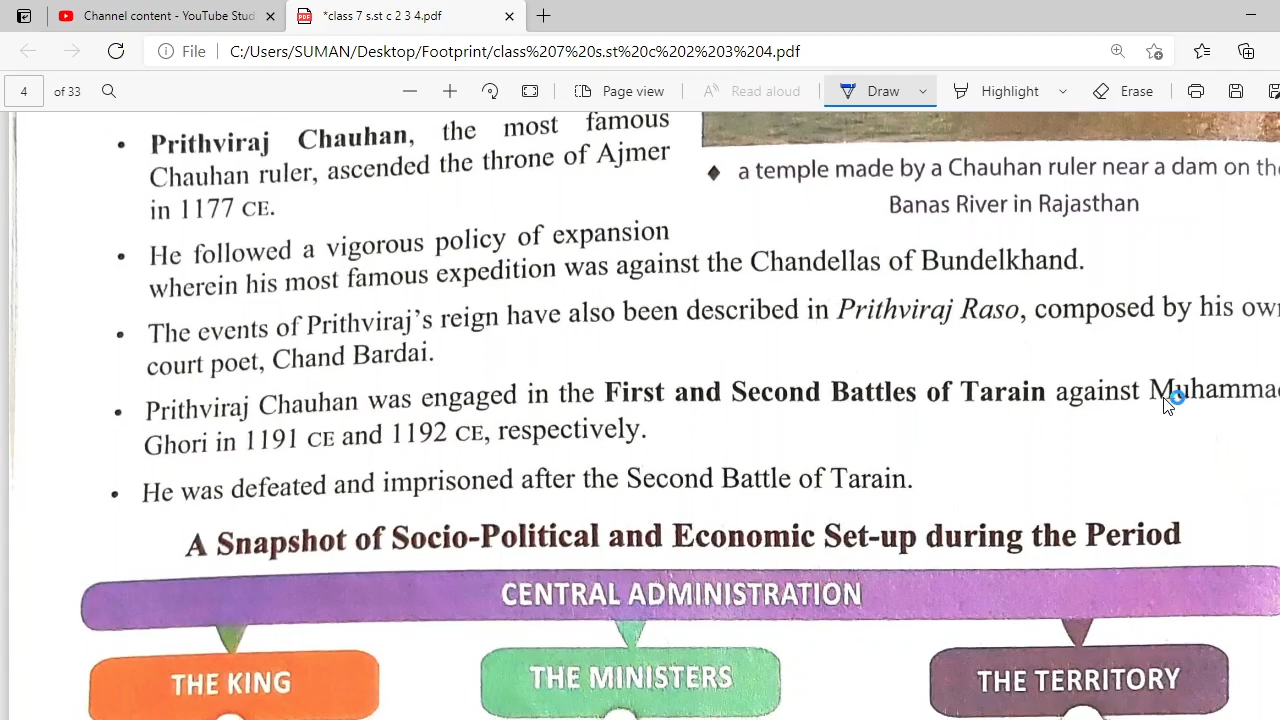 Channel content - YouTube Stud
*class 7 s.st c 2 3 4.pdf
File
C:/Users/SUMAN/Desktop/Footprint/class%207%20s.st%20c%202%203%204.pdf
4 of 33
Page view
Read aloud
Draw
Highlight
Erase
• Prithviraj Chauhan, the most famous
Chauhan ruler, ascended the throne of Ajmer
in 1177 CE.
a temple made by a Chauhan ruler near a dam on the
Banas River in Rajasthan
• He followed a vigorous policy of expansion
wherein his most famous expedition was against the Chandellas of Bundelkhand.
• The events of Prithviraj's reign have also been described in Prithviraj Raso, composed by his own
court poet, Chand Bardai.
• Prithviraj Chauhan was engaged in the First and Second Battles of Tarain against Muhammad
Ghori in 1191 CE and 1192 CE, respectively.
• He was defeated and imprisoned after the Second Battle of Tarain.
A Snapshot of Socio-Political and Economic Set-up during the Period
CENTRAL ADMINISTRATION
THE KING
THE MINISTERS
THE TERRITORY